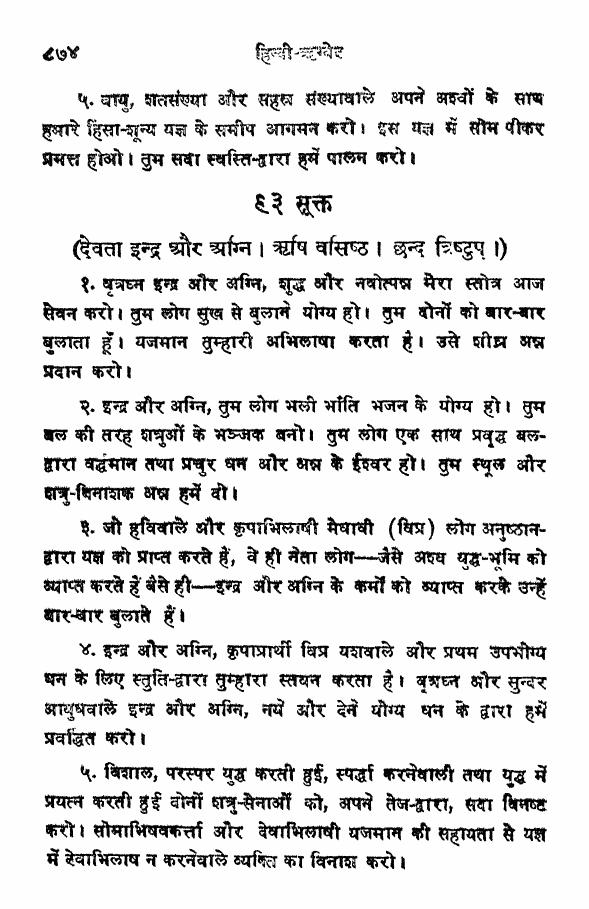 ८७४ हिन्दी-ऋग्वेद
५. वायु, शतसंख्या और सहस्र संख्यावाले अपने अश्वों के साथ
हमारे हिंसा-शून्य यज्ञ के समीप आगमन करो। इस यज्ञ में सोम पीकर
प्रमत्त होओ। तुम सदा स्वस्ति-द्वारा हमें पालन करो।
९३ सूक्त
(देवता इन्द्र और अग्नि। ऋषि वसिष्ठ। छन्द त्रिष्टुप्।)
१. वृत्रघ्न इन्द्र और अग्नि, शुद्ध और नवोत्पन्न मेरा स्तोत्र आज
सेवन करो। तुम लोग सुख से बुलाने योग्य हो। तुम दोनों को बार-बार
बुलाता हूँ। यजमान तुम्हारी अभिलाषा करता है। उसे शीघ्र अन्न
प्रदान करो।
२. इन्द्र और अग्नि, तुम लोग भली भाँति भजन के योग्य हो। तुम
बल की तरह शत्रुओं के भञ्जक बनो। तुम लोग एक साथ प्रवृद्ध बल-
द्वारा वर्द्धमान तथा प्रचुर धन और अन्न के ईश्वर हो। तुम स्थूल और
शत्रु-विनाशक अन्न हमें दो।
३. जो हविवाले और कृपाभिलाषी मेधावी (विप्र) लोग अनुष्ठान-
द्वारा यज्ञ को प्राप्त करते हैं, वे ही नेता लोग—जैसे अश्व युद्ध-भूमि को
व्याप्त करते हैं वैसे ही—इन्द्र और अग्नि के कर्मों को व्याप्त करके उन्हें
बार-बार बुलाते हैं।
४. इन्द्र और अग्नि, कृपाप्रार्थी विप्र यशवाले और प्रथम उपभोग्य
धन के लिए स्तुति-द्वारा तुम्हारा स्तवन करता है। वृत्रघ्न और सुन्दर
आयुधवाले इन्द्र और अग्नि, नये और देने योग्य धन के द्वारा हमें
प्रवर्द्धित करो।
५. विशाल, परस्पर युद्ध करती हुई, स्पर्द्धा करनेवाली तथा युद्ध में
प्रयत्न करती हुई दोनों शत्रु-सेनाओं को, अपने तेज-द्वारा, सदा विनष्ट
करो। सोमाभिषवकर्त्ता और देवाभिलाषी यजमान की सहायता से यज्ञ
में देवाभिलाष न करनेवाले व्यक्ति का विनाश करो।